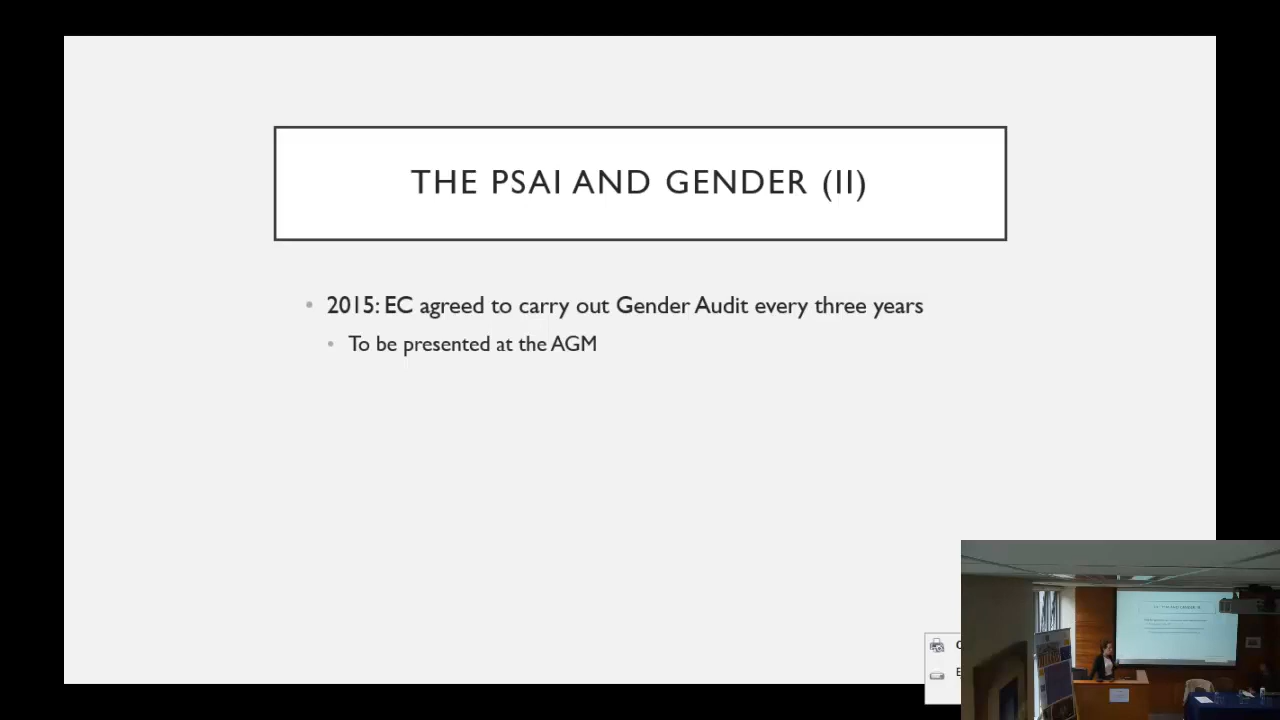 THE PSAI AND GENDER (II)
• 2015: EC agreed to carry out Gender Audit every three years
• To be presented at the AGM